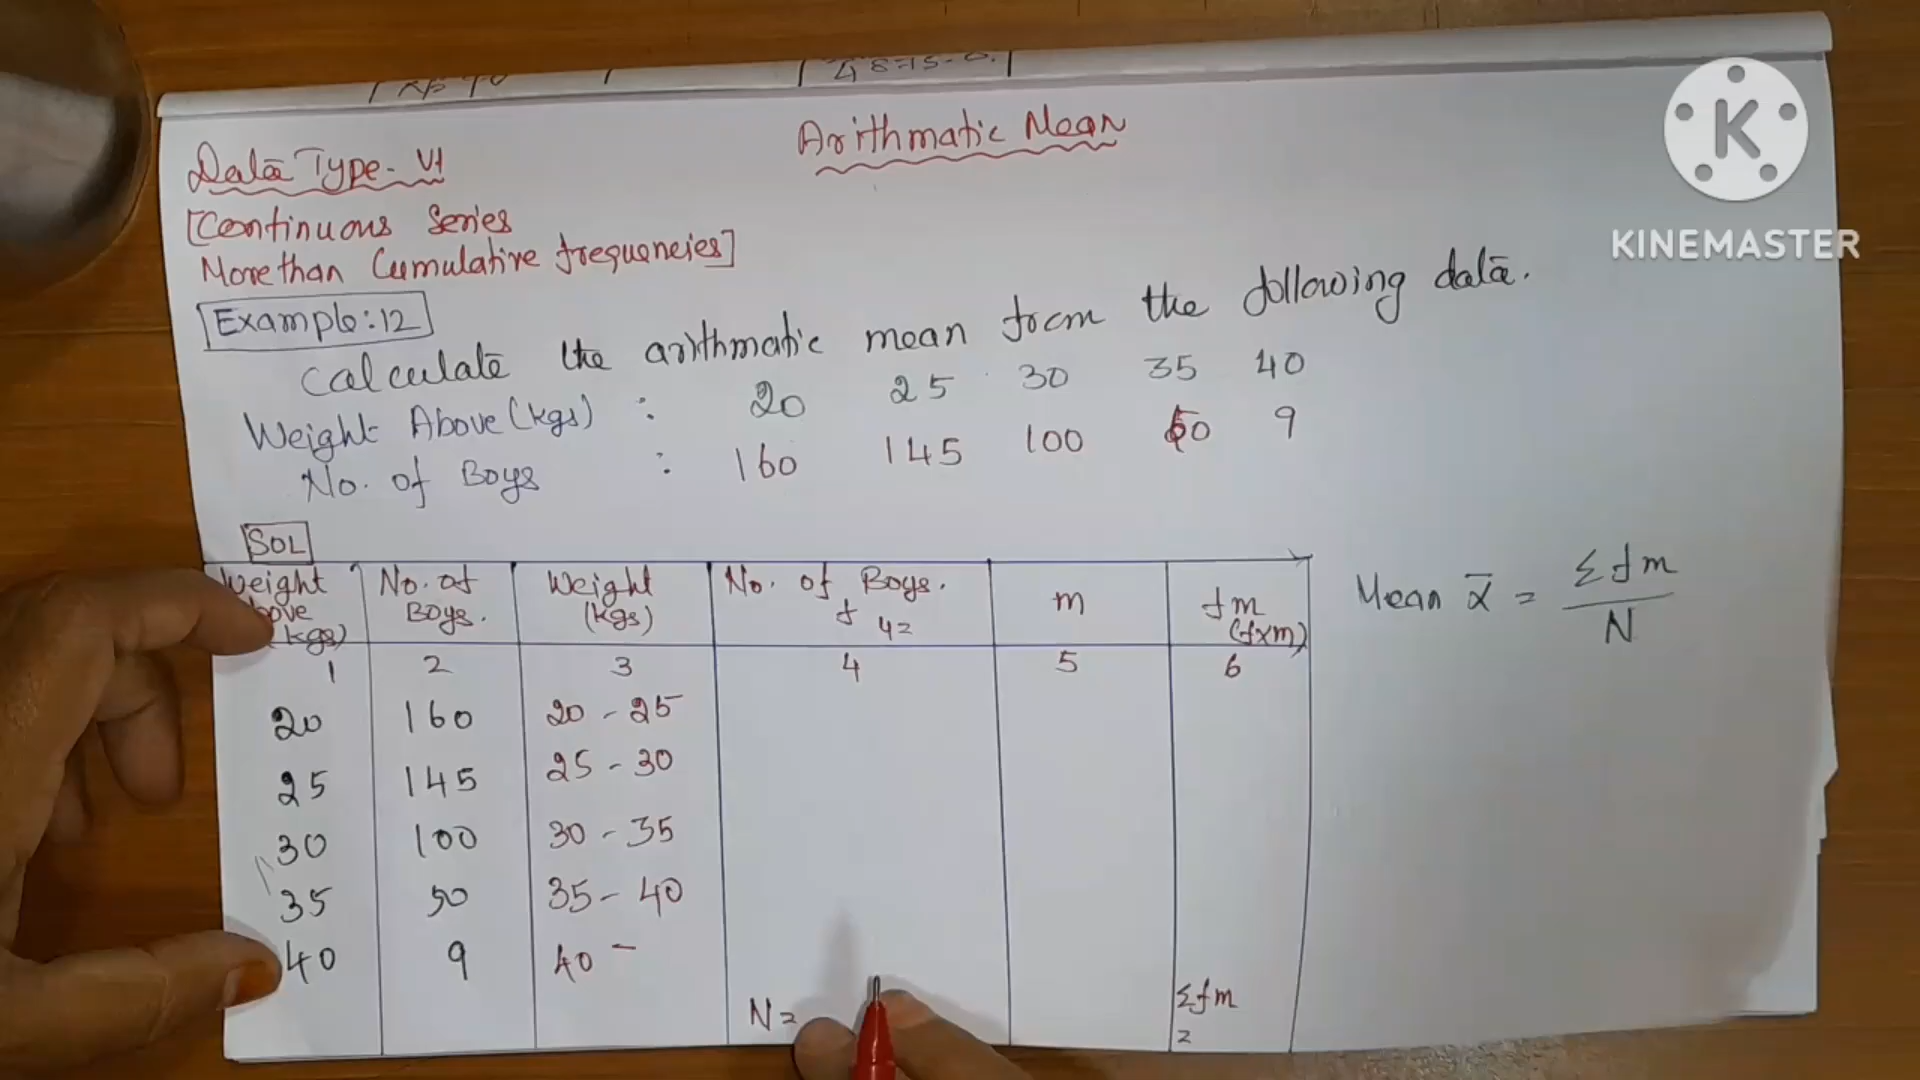 Arithmatic Mean
Data Type - VI
[Continuous Series
More than Cumulative frequencies]
Example: 12
Calculate the arithmatic mean from the following data.
Weight Above (kgs) : 20 25 30 35 40
No. of Boys : 160 145 100 50 9
SOL
Weight Above (kgs) No. of Boys. Weight (kgs) No. of Boys. f 4= m fm (f×m)
1 2 3 4 5 6
20 160 20 - 25
25 145 25 - 30
30 100 30 - 35
35 50 35 - 40
40 9 40 -
N = Σfm =
Mean x̄ = Σfm / N
K
KINEMASTER